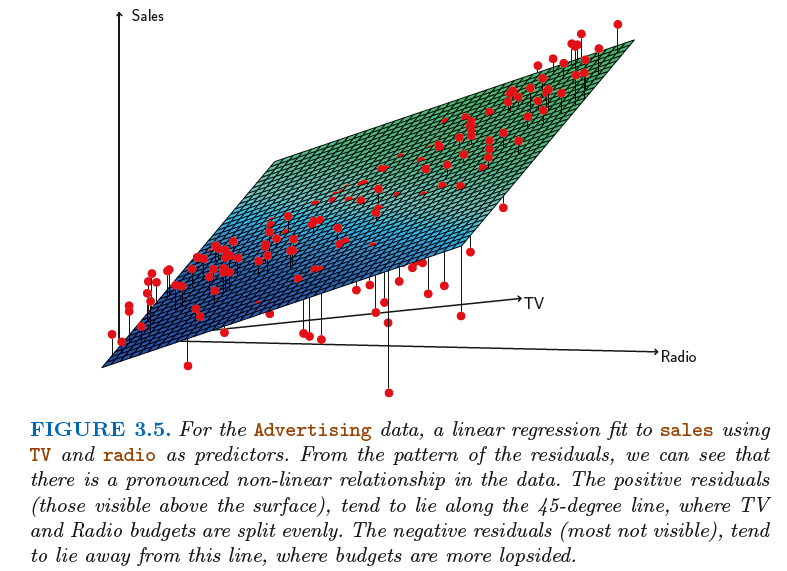 Sales
TV
Radio
FIGURE 3.5. For the Advertising data, a linear regression fit to sales using
TV and radio as predictors. From the pattern of the residuals, we can see that
there is a pronounced non-linear relationship in the data. The positive residuals
(those visible above the surface), tend to lie along the 45-degree line, where TV
and Radio budgets are split evenly. The negative residuals (most not visible), tend
to lie away from this line, where budgets are more lopsided.